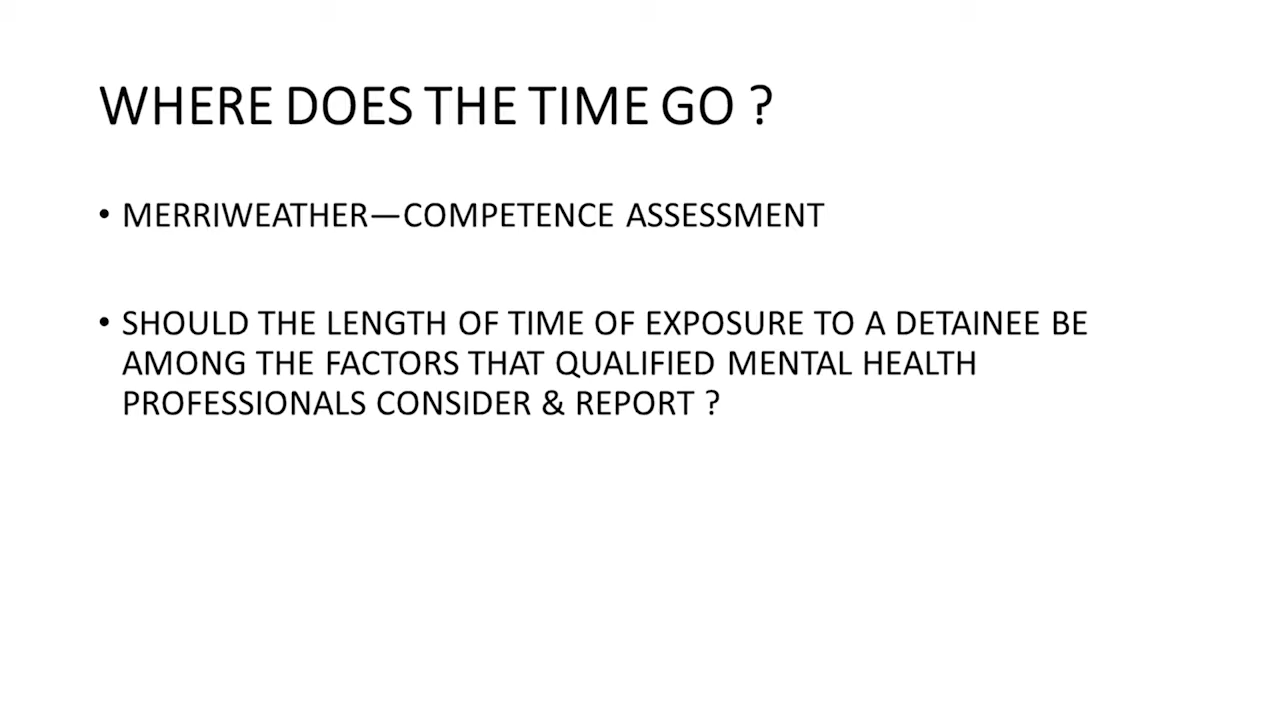 WHERE DOES THE TIME GO ?
• MERRIWEATHER—COMPETENCE ASSESSMENT
• SHOULD THE LENGTH OF TIME OF EXPOSURE TO A DETAINEE BE
AMONG THE FACTORS THAT QUALIFIED MENTAL HEALTH
PROFESSIONALS CONSIDER & REPORT ?